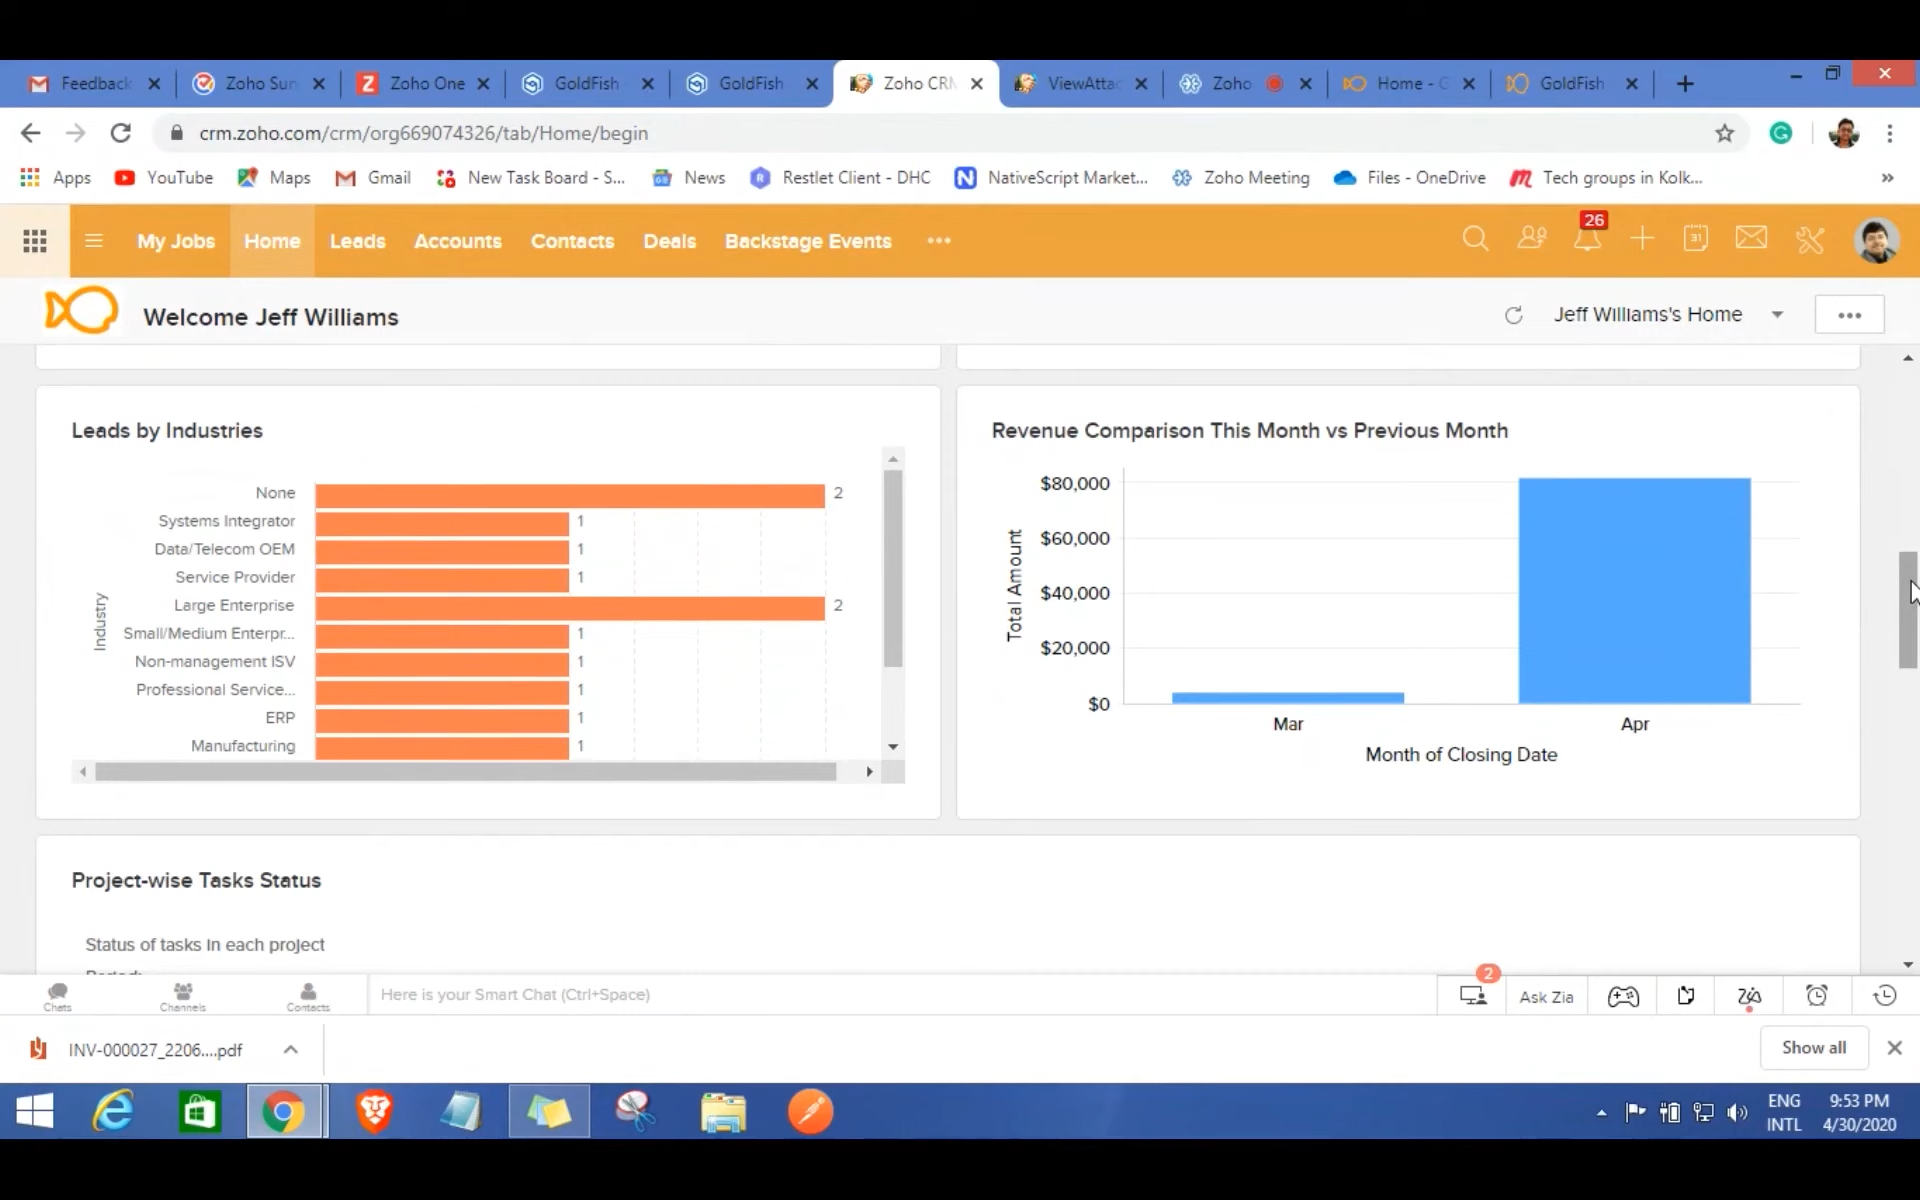 Feedback Zoho Sur Zoho One GoldFish GoldFish Zoho CRM ViewAttac Zoho Home - G GoldFish
crm.zoho.com/crm/org669074326/tab/Home/begin
Apps YouTube Maps Gmail New Task Board - S... News Restlet Client - DHC NativeScript Market... Zoho Meeting Files - OneDrive Tech groups in Kolk... »
My Jobs Home Leads Accounts Contacts Deals Backstage Events ... 26 31
Welcome Jeff Williams Jeff Williams's Home ...
Leads by Industries
Industry
None 2
Systems Integrator 1
Data/Telecom OEM 1
Service Provider 1
Large Enterprise 2
Small/Medium Enterpr... 1
Non-management ISV 1
Professional Service... 1
ERP 1
Manufacturing 1
Revenue Comparison This Month vs Previous Month
Total Amount
$80,000
$60,000
$40,000
$20,000
$0
Mar Apr
Month of Closing Date
Project-wise Tasks Status
Status of tasks in each project
Period:
Chats Channels Contacts Here is your Smart Chat (Ctrl+Space) 2 Ask Zia
INV-000027_2206....pdf Show all
ENG 9:53 PM
INTL 4/30/2020